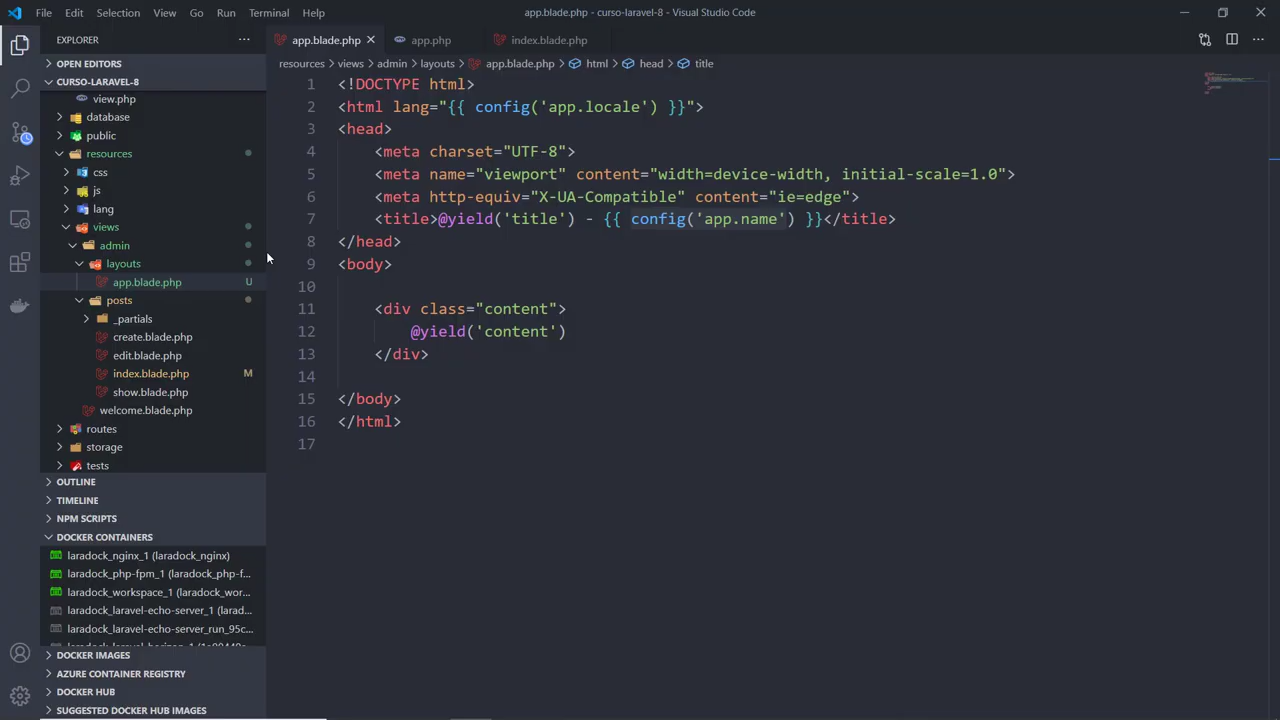 File Edit Selection View Go Run Terminal Help
app.blade.php - curso-laravel-8 - Visual Studio Code
EXPLORER
OPEN EDITORS
CURSO-LARAVEL-8
view.php
database
public
resources
css
js
lang
views
admin
layouts
app.blade.php U
posts
_partials
create.blade.php
edit.blade.php
index.blade.php M
show.blade.php
welcome.blade.php
routes
storage
tests
OUTLINE
TIMELINE
NPM SCRIPTS
DOCKER CONTAINERS
laradock_nginx_1 (laradock_nginx)
laradock_php-fpm_1 (laradock_php-f...
laradock_workspace_1 (laradock_wor...
laradock_laravel-echo-server_1 (larad...
laradock_laravel-echo-server_run_95c...
DOCKER IMAGES
AZURE CONTAINER REGISTRY
DOCKER HUB
SUGGESTED DOCKER HUB IMAGES
app.blade.php app.php index.blade.php
resources > views > admin > layouts > app.blade.php > html > head > title
1 <!DOCTYPE html>
2 <html lang="{{ config('app.locale') }}">
3 <head>
4 <meta charset="UTF-8">
5 <meta name="viewport" content="width=device-width, initial-scale=1.0">
6 <meta http-equiv="X-UA-Compatible" content="ie=edge">
7 <title>@yield('title') - {{ config('app.name') }}</title>
8 </head>
9 <body>
10
11 <div class="content">
12 @yield('content')
13 </div>
14
15 </body>
16 </html>
17